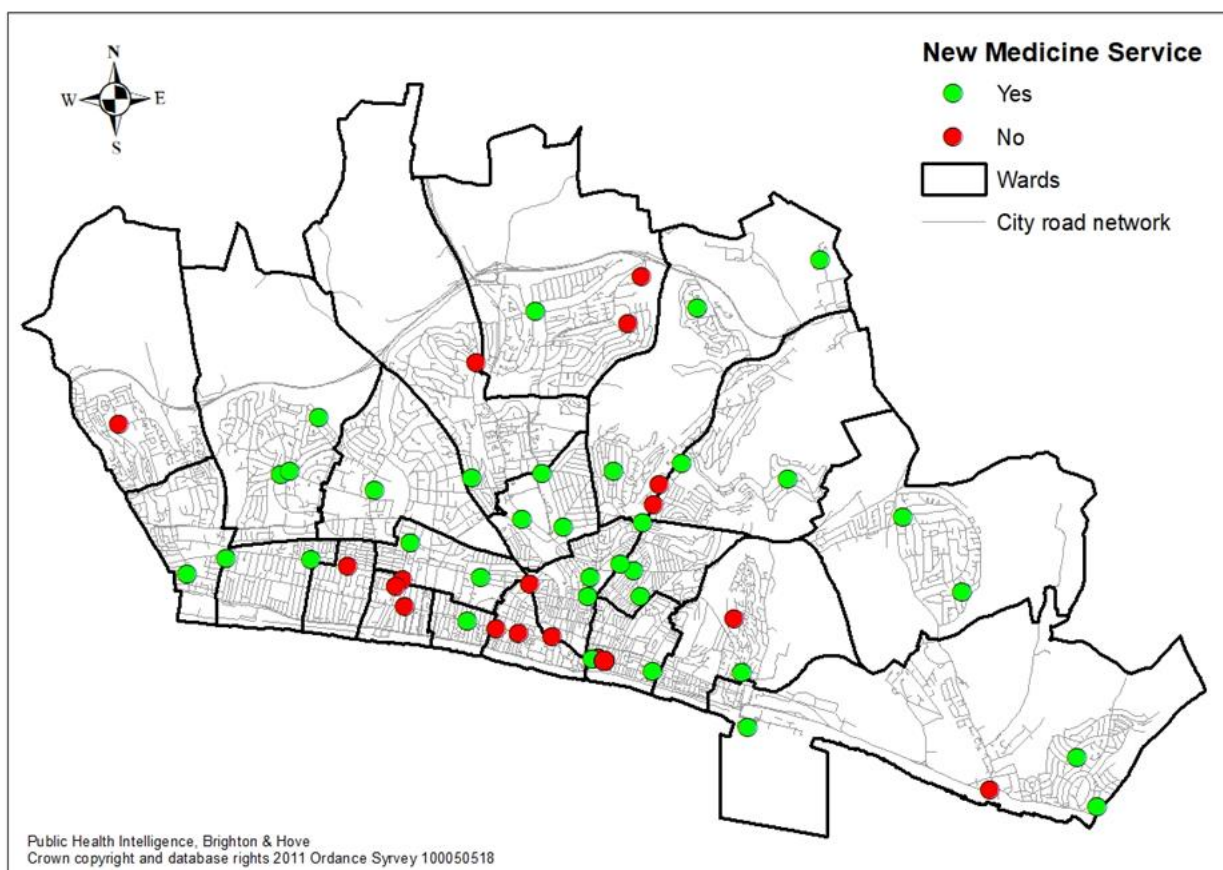 New Medicine Service
N
W E
S
Yes
No
Wards
City road network
Public Health Intelligence, Brighton & Hove
Crown copyright and database rights 2011 Ordance Syrvey 100050518